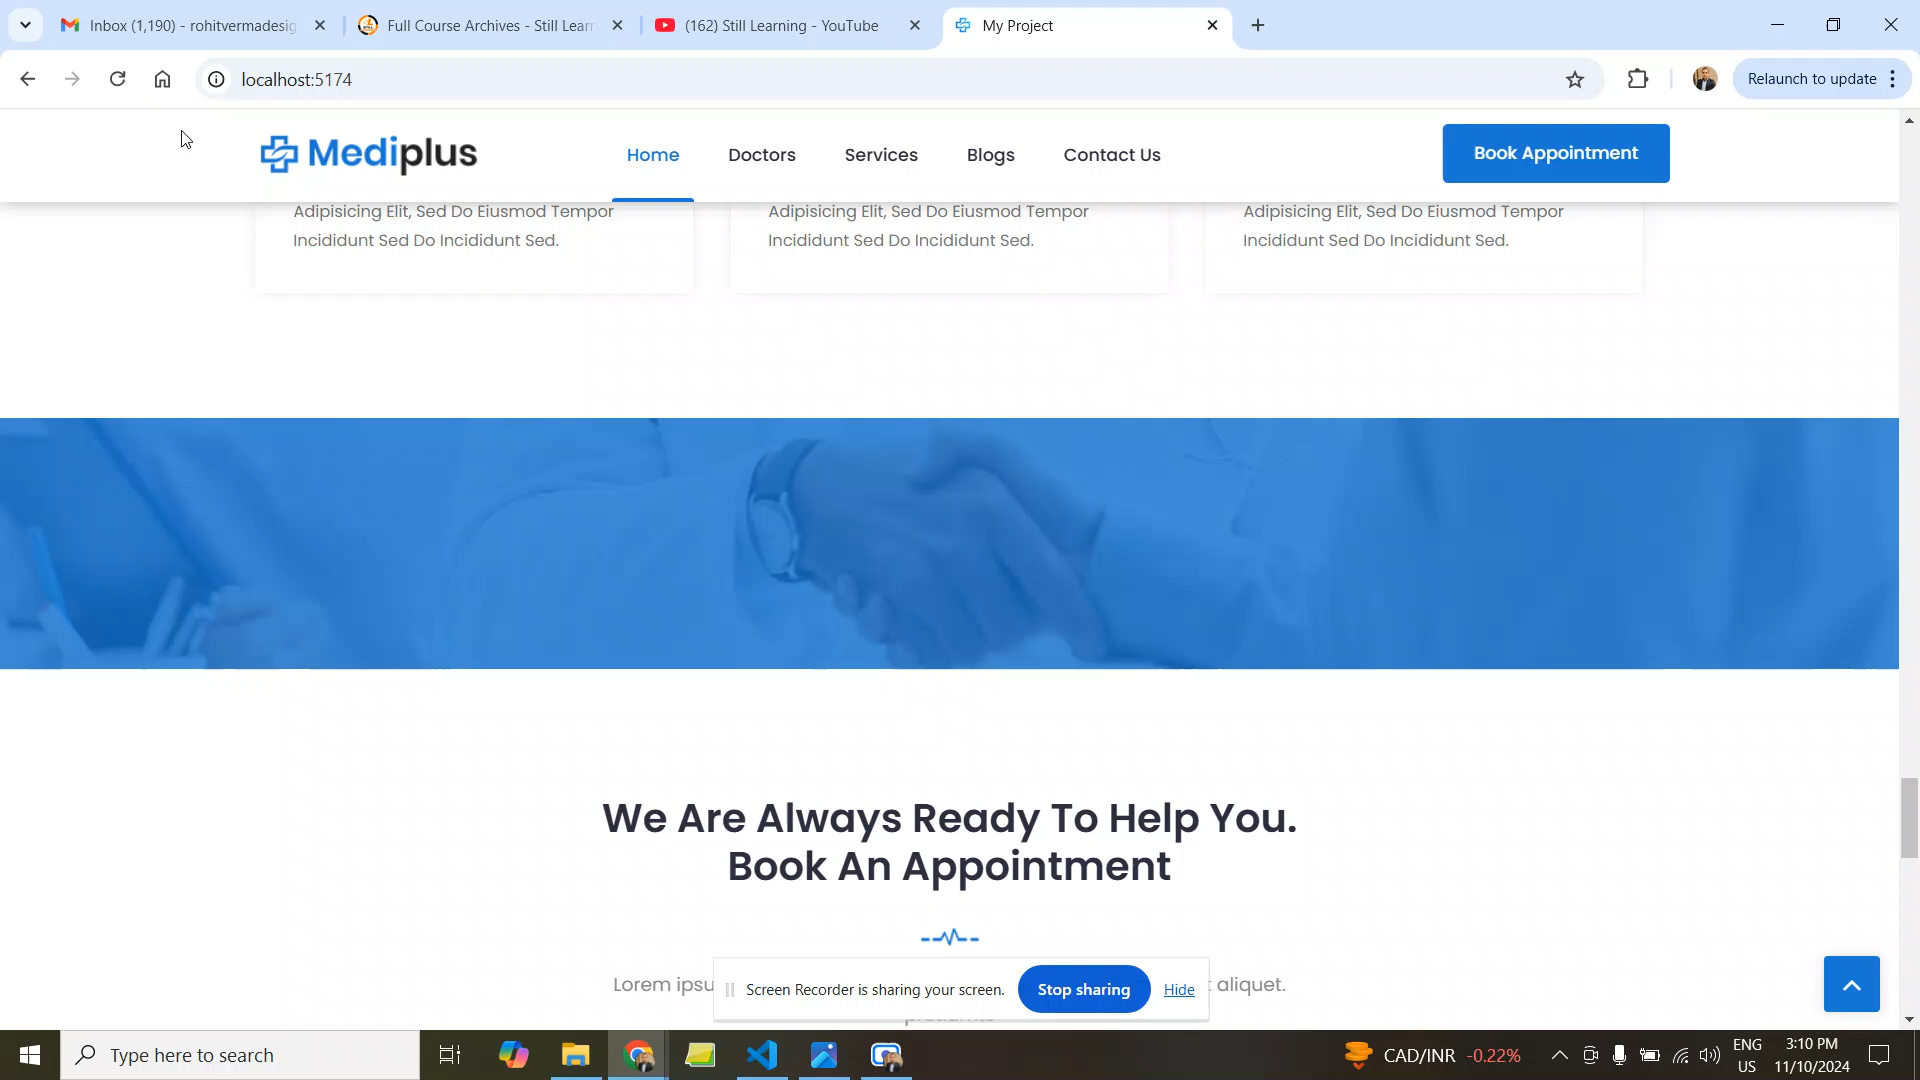 Inbox (1,190) - rohitvermadesig
Full Course Archives - Still Lear
(162) Still Learning - YouTube
My Project
localhost:5174
Relaunch to update
Mediplus
Home
Doctors
Services
Blogs
Contact Us
Book Appointment
Adipisicing Elit, Sed Do Eiusmod Tempor
Incididunt Sed Do Incididunt Sed.
Adipisicing Elit, Sed Do Eiusmod Tempor
Incididunt Sed Do Incididunt Sed.
Adipisicing Elit, Sed Do Eiusmod Tempor
Incididunt Sed Do Incididunt Sed.
We Are Always Ready To Help You.
Book An Appointment
Lorem ipsu
aliquet.
Screen Recorder is sharing your screen.
Stop sharing
Hide
Type here to search
CAD/INR -0.22%
ENG
US
3:10 PM
11/10/2024